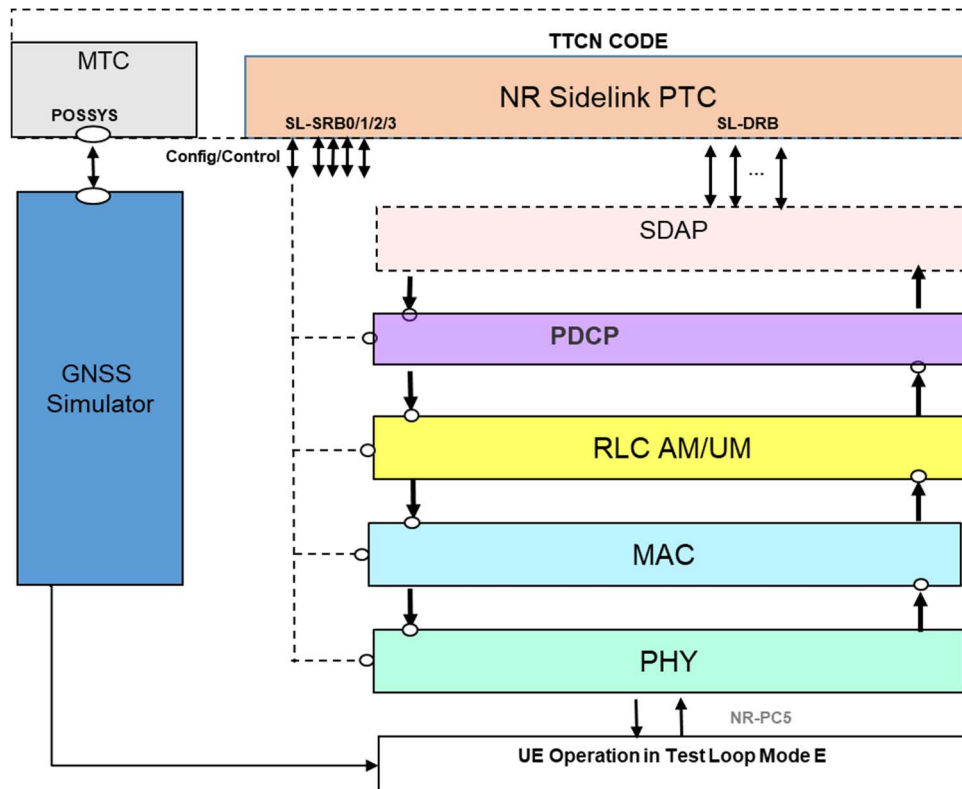 TTCN CODE
MTC
NR Sidelink PTC
POSSYS
SL-SRB0/1/2/3
SL-DRB
Config/Control
...
SDAP
PDCP
GNSS
Simulator
RLC AM/UM
MAC
PHY
NR-PC5
UE Operation in Test Loop Mode E